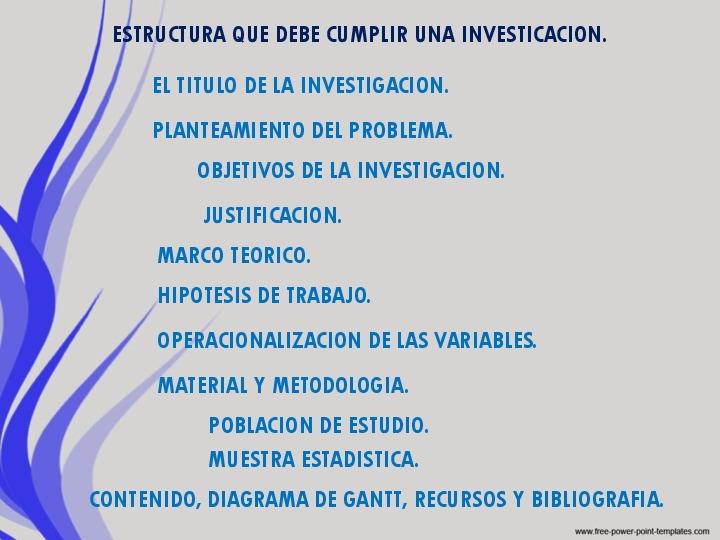 ESTRUCTURA QUE DEBE CUMPLIR UNA INVESTICACION.
EL TITULO DE LA INVESTIGACION.
PLANTEAMIENTO DEL PROBLEMA.
OBJETIVOS DE LA INVESTIGACION.
JUSTIFICACION.
MARCO TEORICO.
HIPOTESIS DE TRABAJO.
OPERACIONALIZACION DE LAS VARIABLES.
MATERIAL Y METODOLOGIA.
POBLACION DE ESTUDIO.
MUESTRA ESTADISTICA.
CONTENIDO, DIAGRAMA DE GANTT, RECURSOS Y BIBLIOGRAFIA.
www.free-power-point-templates.com